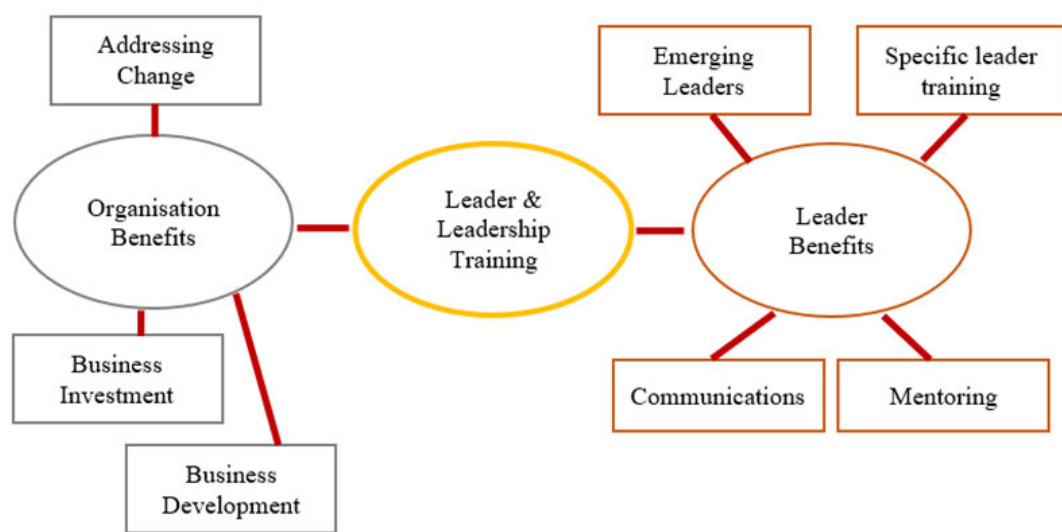 Addressing
Change
Emerging
Leaders
Specific leader
training
Organisation
Benefits
Leader &
Leadership
Training
Leader
Benefits
Business
Investment
Communications
Mentoring
Business
Development